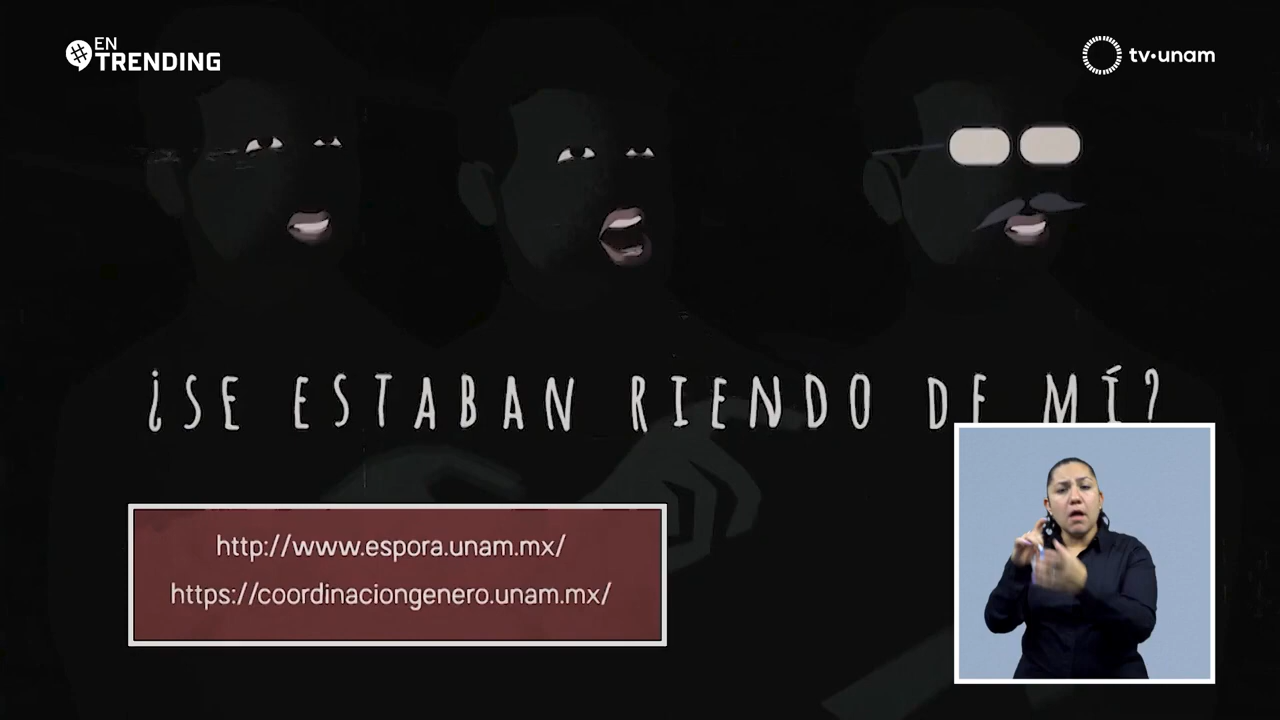 EN
TRENDING
tv·unam
¿SE ESTABAN RIENDO DE MÍ?
http://www.espora.unam.mx/
https://coordinaciongenero.unam.mx/